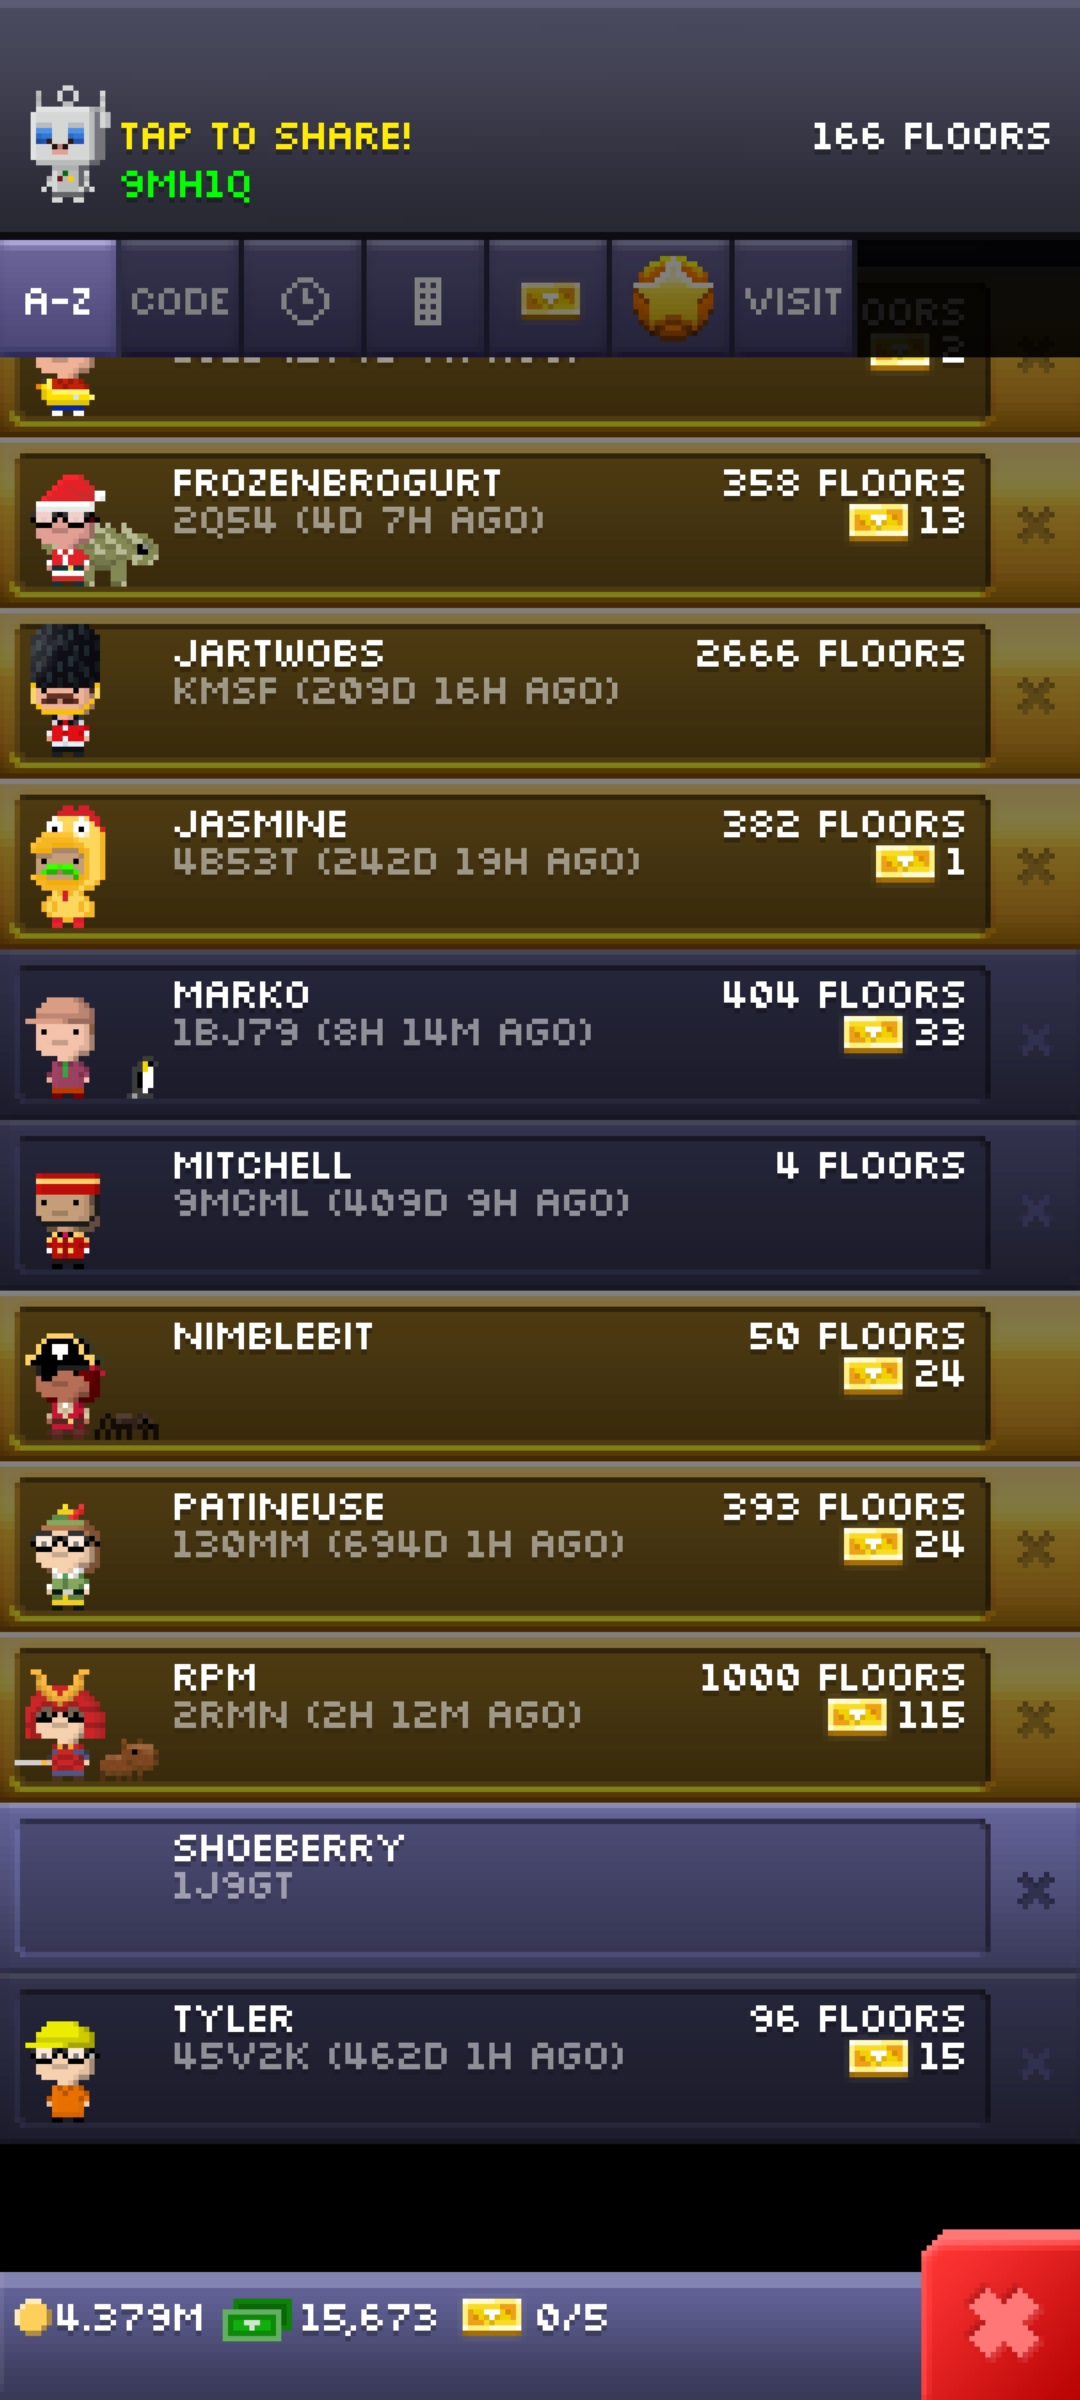 TAP TO SHARE!
166 FLOORS
9MH1Q
A-Z CODE VISIT
2
FROZENBROGURT 358 FLOORS
2Q54 (4D 7H AGO) 13
JARTWOBS 2666 FLOORS
KMSF (209D 16H AGO)
JASMINE 382 FLOORS
4B53T (242D 19H AGO) 1
MARKO 404 FLOORS
1BJ79 (8H 14M AGO) 33
MITCHELL 4 FLOORS
9MCML (409D 9H AGO)
NIMBLEBIT 50 FLOORS
24
PATINEUSE 393 FLOORS
130MM (694D 1H AGO) 24
RPM 1000 FLOORS
2RMN (2H 12M AGO) 115
SHOEBERRY
1J9GT
TYLER 96 FLOORS
45V2K (462D 1H AGO) 15
4.379M 15,673 0/5